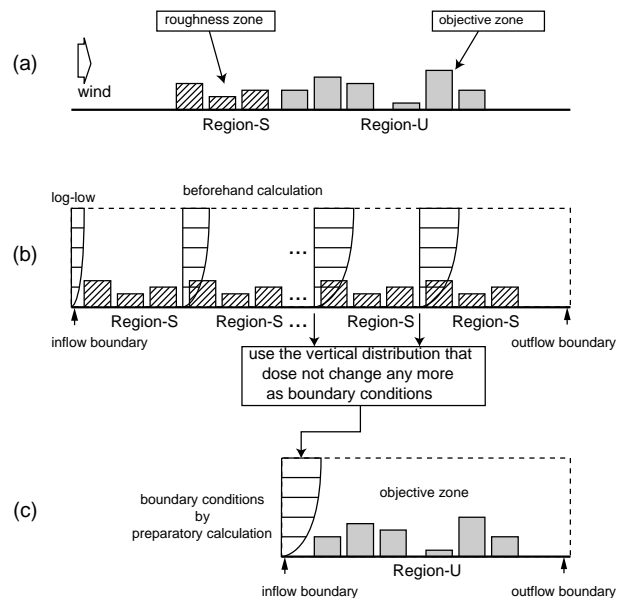 roughness zone
objective zone
(a)
wind
Region-S
Region-U
log-low
beforehand calculation
(b)
...
Region-S
Region-S
...
Region-S
Region-S
inflow boundary
outflow boundary
use the vertical distribution that
dose not change any more
as boundary conditions
(c)
boundary conditions
by
preparatory calculation
objective zone
Region-U
inflow boundary
outflow boundary